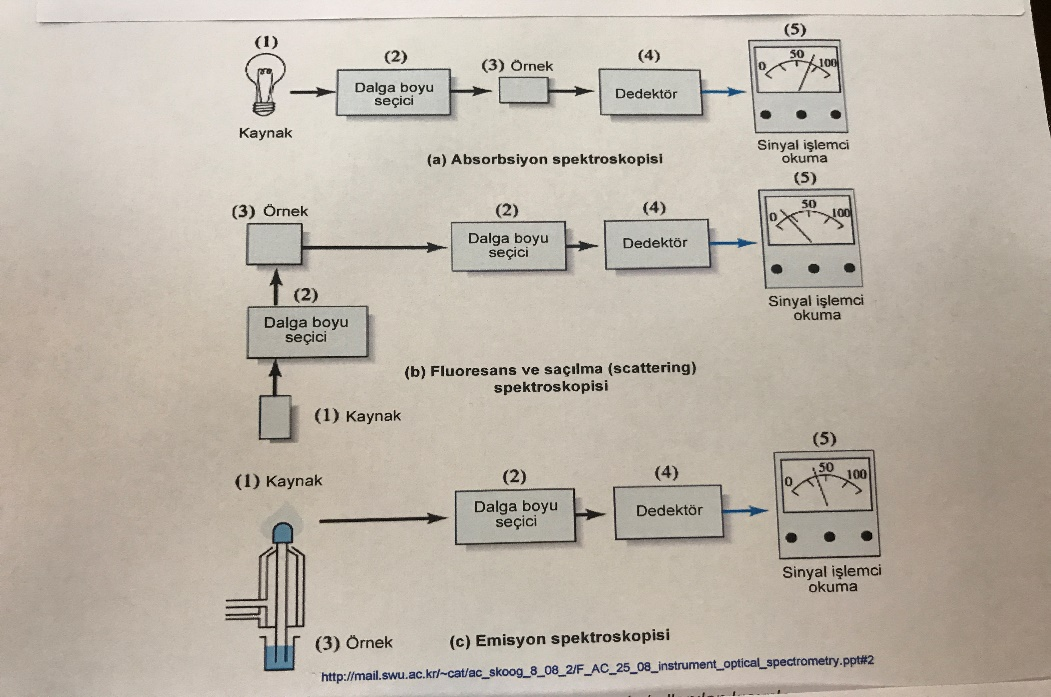 (1)
(2)
(3) Örnek
(4)
(5)
Dalga boyu
seçici
Dedektör
0 50 100
Kaynak
Sinyal işlemci
okuma
(a) Absorbsiyon spektroskopisi
(3) Örnek
(2)
(4)
(5)
Dalga boyu
seçici
Dedektör
0 50 100
Sinyal işlemci
okuma
(2)
Dalga boyu
seçici
(b) Fluoresans ve saçılma (scattering)
spektroskopisi
(1) Kaynak
(1) Kaynak
(2)
(4)
(5)
Dalga boyu
seçici
Dedektör
0 50 100
Sinyal işlemci
okuma
(3) Örnek
(c) Emisyon spektroskopisi
http://mail.swu.ac.kr/~cat/ac_skoog_8_08_2/F_AC_25_08_instrument_optical_spectrometry.ppt#2